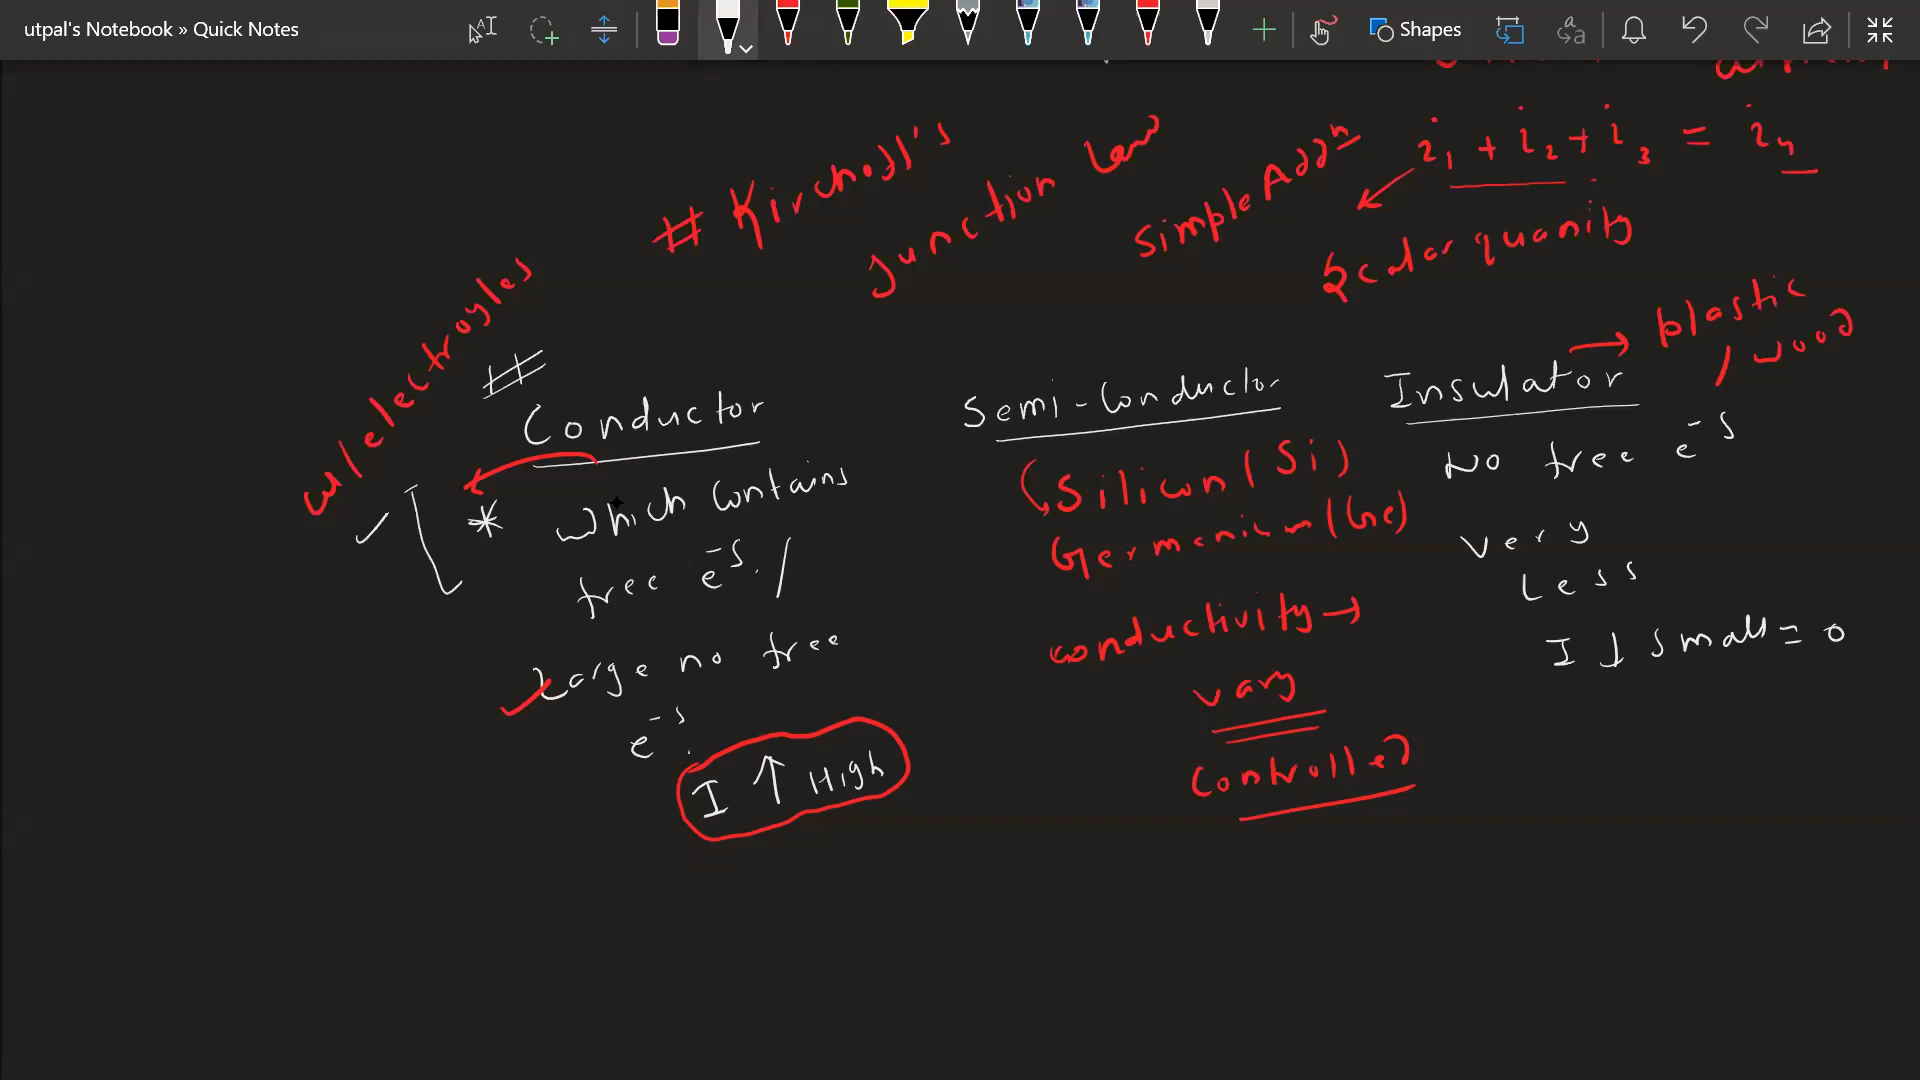 utpal's Notebook » Quick Notes
Shapes
# Kirchoff's
Junction Law
Simple Addn
i1 + i2 + i3 = i4
Scalar quanity
w/electroyles
#
Conductor
* which contains
free e-s. /
Large no free
e-s.
I ↑ High
Semi-Conductor
Silicon (Si)
Germenium (Ge)
conductivity →
vary
controlled
Insulator → plastic
/ wood
No free e-s
very
Less
I ↓ small = 0